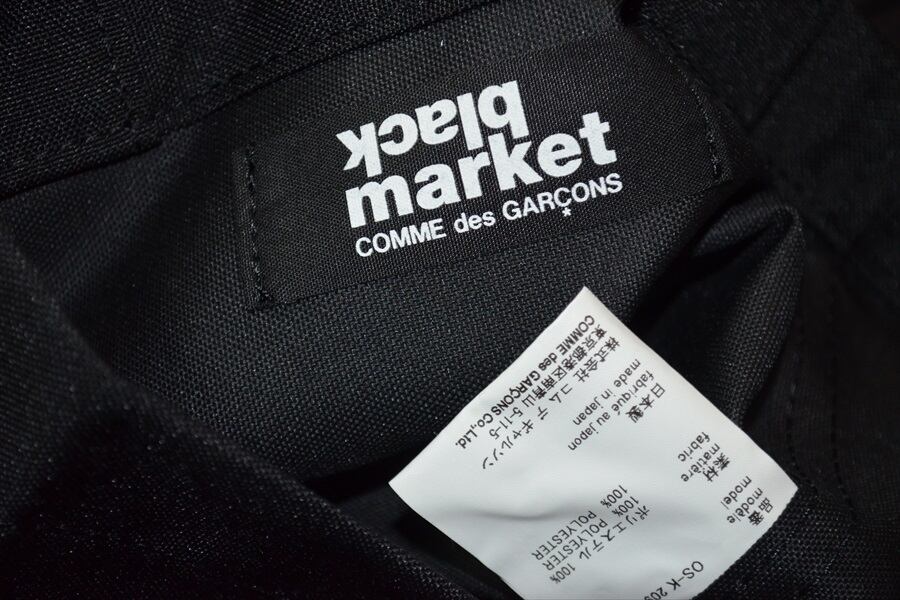 black
market
COMME des GARÇONS
品番
modèle
model
OS-K
素材
matière
fabric
ポリエステル 100%
100% POLYESTER
100% POLYESTER
日本製
fabriqué au japon
made in japan
株式会社 コム デ ギャルソン
東京都港区南青山 5-11-5
COMME des GARÇONS Co.,Ltd.